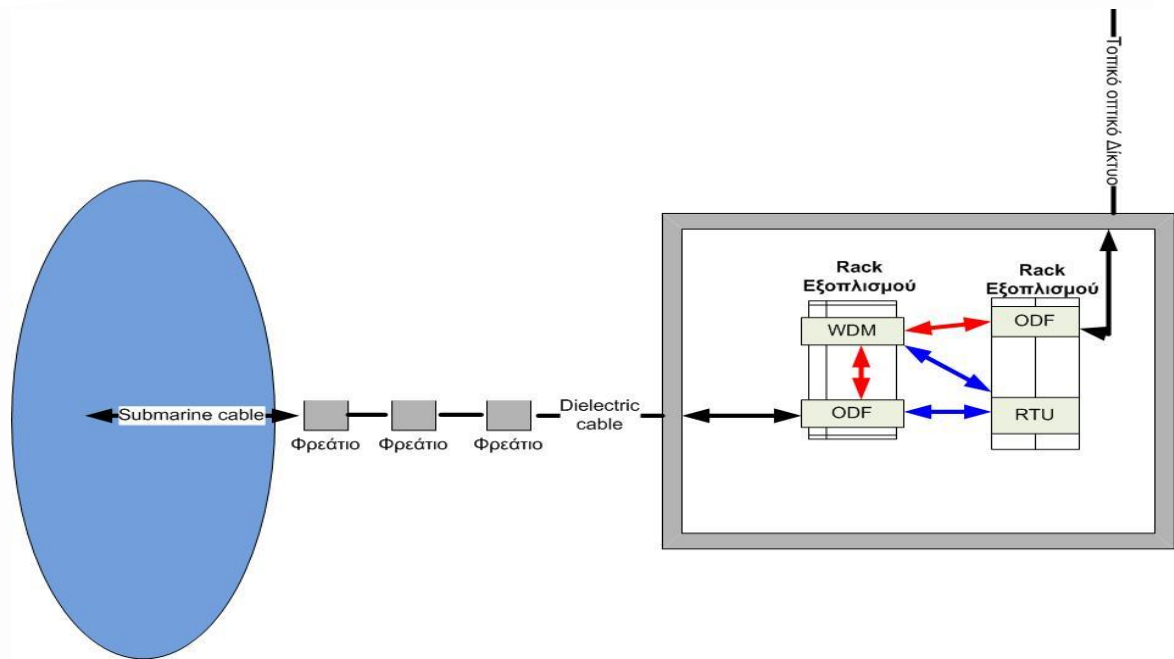 Τοπικό οπτικό Δίκτυο
Rack
Εξοπλισμού
Rack
Εξοπλισμού
WDM
ODF
Submarine cable
Φρεάτιο
Φρεάτιο
Φρεάτιο
Dielectric
cable
ODF
RTU